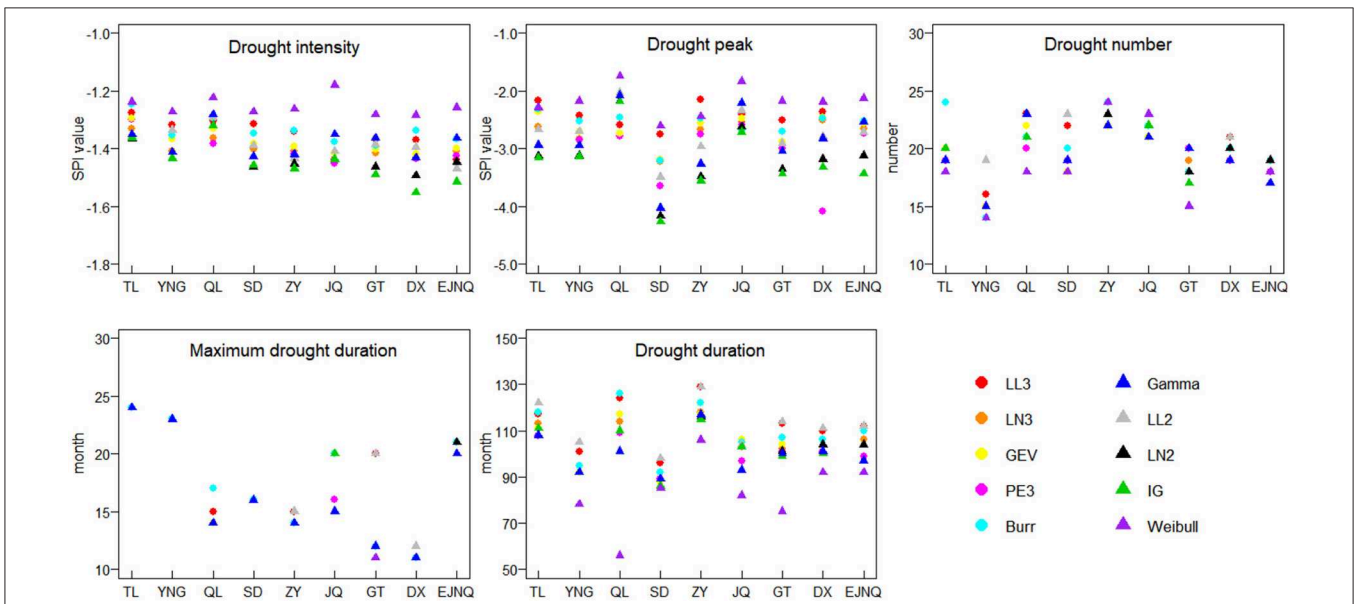 Drought intensity
SPI value
-1.0
-1.2
-1.4
-1.6
-1.8
TL YNG QL SD ZY JQ GT DX EJNQ
Drought peak
SPI value
-1.0
-2.0
-3.0
-4.0
-5.0
TL YNG QL SD ZY JQ GT DX EJNQ
Drought number
number
30
25
20
15
10
TL YNG QL SD ZY JQ GT DX EJNQ
Maximum drought duration
month
30
25
20
15
10
TL YNG QL SD ZY JQ GT DX EJNQ
Drought duration
month
150
130
110
90
70
50
TL YNG QL SD ZY JQ GT DX EJNQ
LL3 Gamma
LN3 LL2
GEV LN2
PE3 IG
Burr Weibull